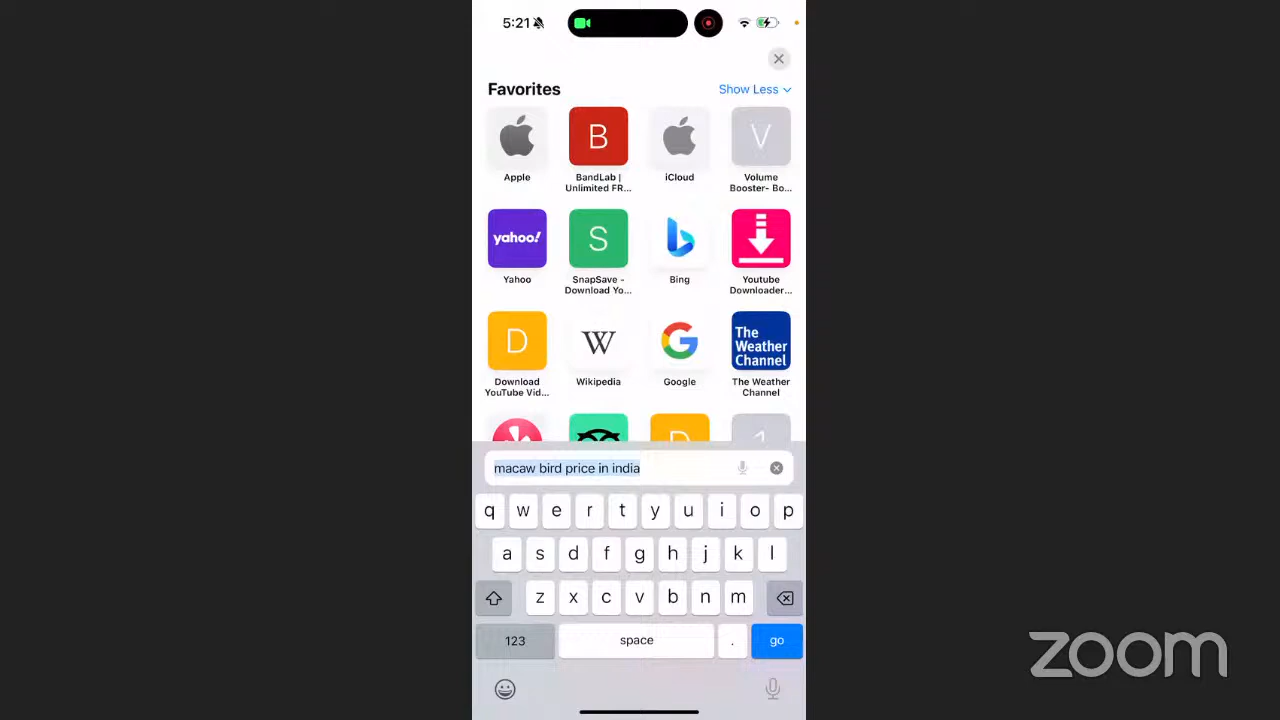 5:21
Favorites
Show Less
B
V
Apple
BandLab |
Unlimited FR...
iCloud
Volume
Booster- Bo...
yahoo!
S
b
Yahoo
SnapSave -
Download Yo...
Bing
Youtube
Downloader...
D
W
G
The
Weather
Channel
Download
YouTube Vid...
Wikipedia
Google
The Weather
Channel
macaw bird price in india
q w e r t y u i o p
a s d f g h j k l
z x c v b n m
123
space
.
go
zoom